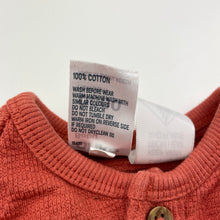 100% COTTON
WASH BEFORE WEAR
WARM MACHINE WASH WITH
SIMILAR COLOURS
DO NOT BLEACH
DO NOT TUMBLE DRY
WARM IRON ON REVERSE SIDE
IF REQUIRED
DO NOT DRYCLEAN